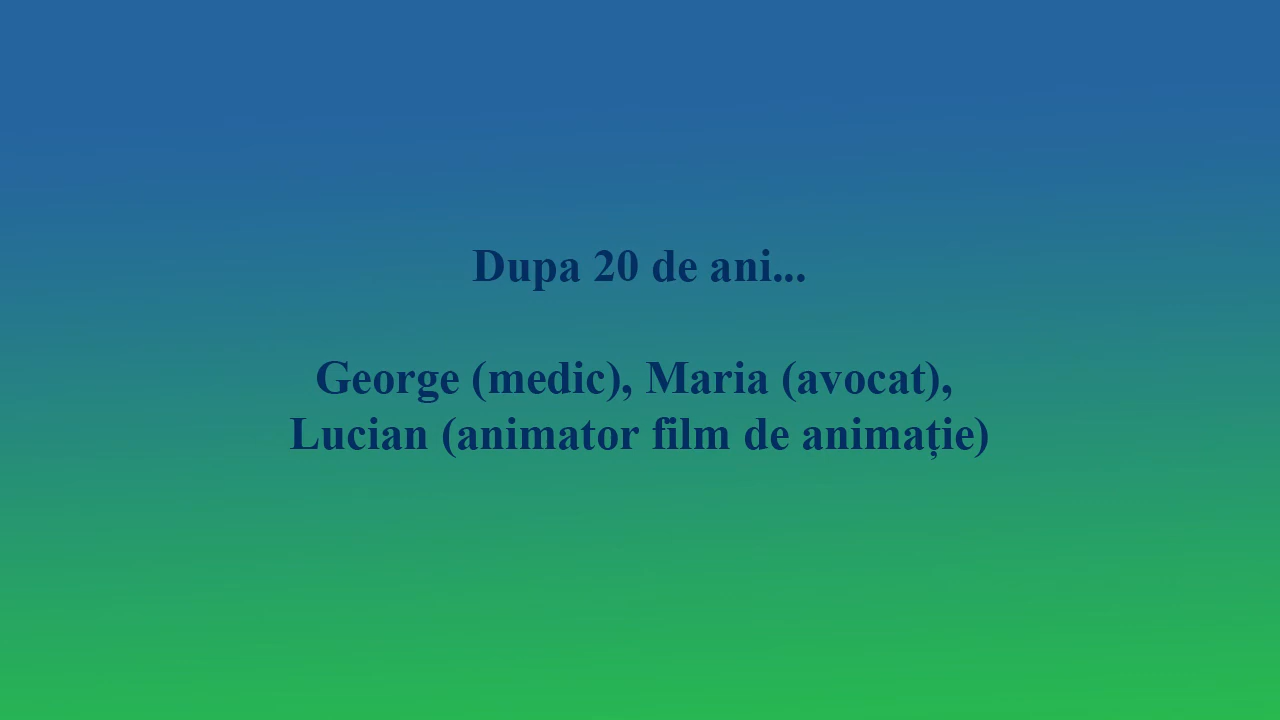 Dupa 20 de ani...
George (medic), Maria (avocat),
Lucian (animator film de animație)